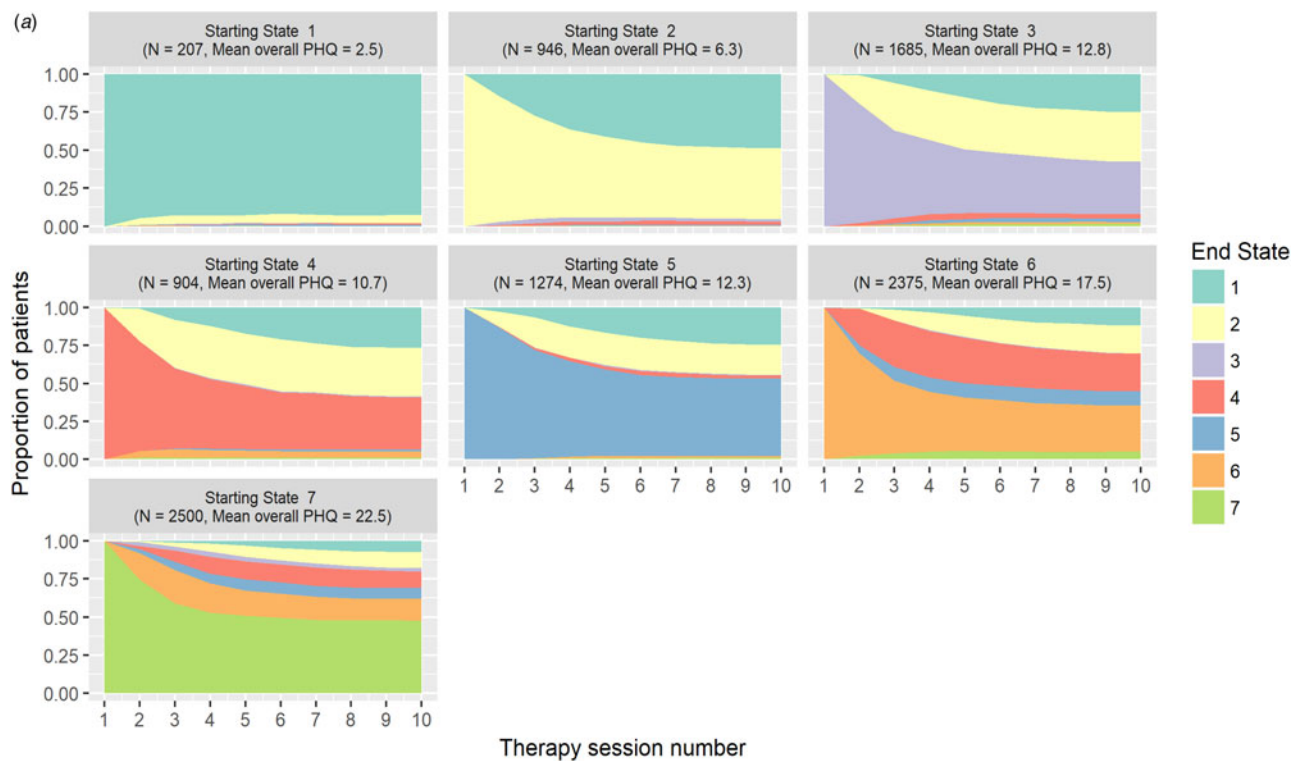 (a)
Starting State 1
(N = 207, Mean overall PHQ = 2.5)
Starting State 2
(N = 946, Mean overall PHQ = 6.3)
Starting State 3
(N = 1685, Mean overall PHQ = 12.8)
1.00
0.75
0.50
0.25
0.00
Starting State 4
(N = 904, Mean overall PHQ = 10.7)
Starting State 5
(N = 1274, Mean overall PHQ = 12.3)
Starting State 6
(N = 2375, Mean overall PHQ = 17.5)
1.00
0.75
0.50
0.25
0.00
1 2 3 4 5 6 7 8 9 10
1 2 3 4 5 6 7 8 9 10
Starting State 7
(N = 2500, Mean overall PHQ = 22.5)
1.00
0.75
0.50
0.25
0.00
1 2 3 4 5 6 7 8 9 10
Proportion of patients
Therapy session number
End State
1
2
3
4
5
6
7